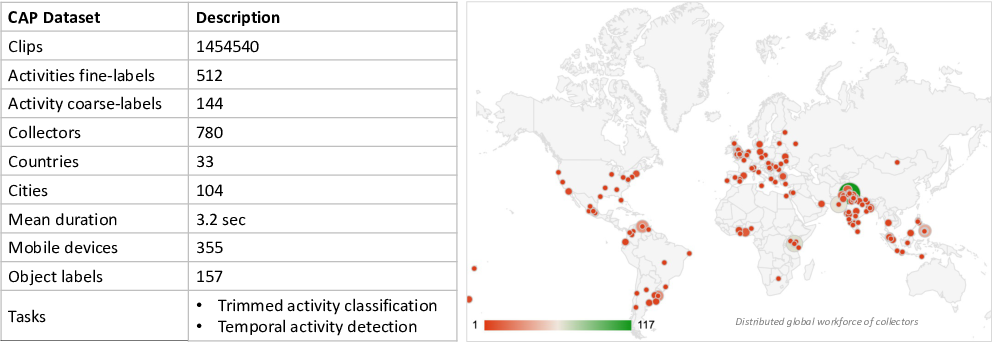 CAP Dataset Description
Clips 1454540
Activities fine-labels 512
Activity coarse-labels 144
Collectors 780
Countries 33
Cities 104
Mean duration 3.2 sec
Mobile devices 355
Object labels 157
Tasks • Trimmed activity classification
• Temporal activity detection
1 117
Distributed global workforce of collectors